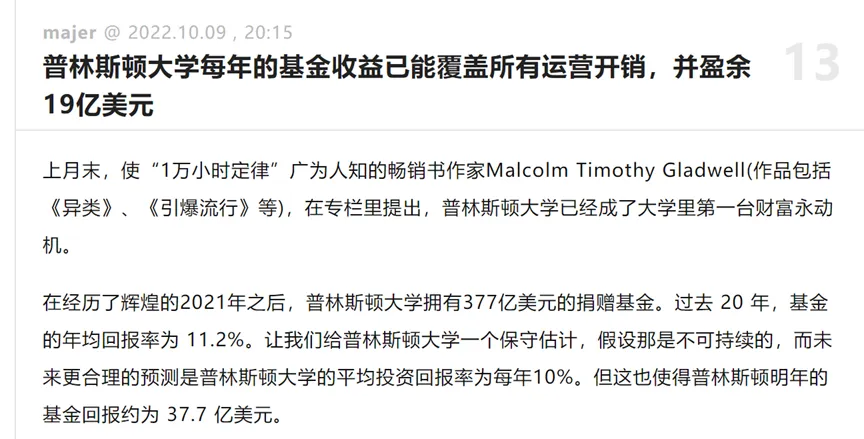 majer @ 2022.10.09 , 20:15
13
普林斯顿大学每年的基金收益已能覆盖所有运营开销，并盈余
19亿美元
上月末，使“1万小时定律”广为人知的畅销书作家Malcolm Timothy Gladwell(作品包括
《异类》、《引爆流行》等)，在专栏里提出，普林斯顿大学已经成了大学里第一台财富永动
机。
在经历了辉煌的2021年之后，普林斯顿大学拥有377亿美元的捐赠基金。过去 20 年，基金
的年均回报率为 11.2%。让我们给普林斯顿大学一个保守估计，假设那是不可持续的，而未
来更合理的预测是普林斯顿大学的平均投资回报率为每年10%。但这也使得普林斯顿明年的
基金回报约为 37.7 亿美元。